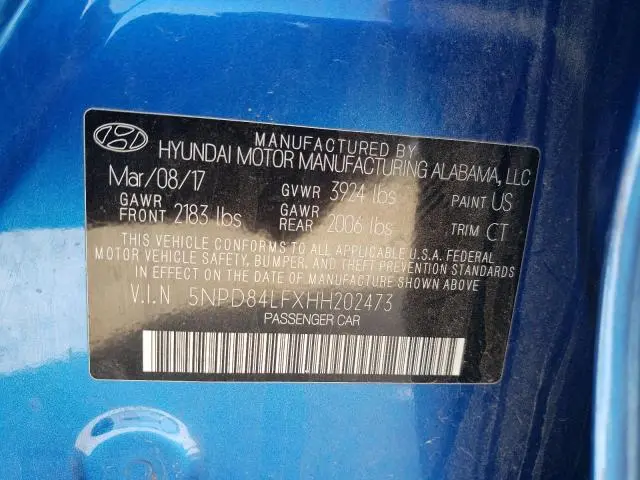 MANUFACTURED BY
HYUNDAI MOTOR MANUFACTURING ALABAMA, LLC
Mar/08/17 GVWR 3924 lbs PAINT US
GAWR FRONT 2183 lbs GAWR REAR 2006 lbs TRIM CT
THIS VEHICLE CONFORMS TO ALL APPLICABLE U.S.A. FEDERAL
MOTOR VEHICLE SAFETY, BUMPER, AND THEFT PREVENTION STANDARDS
IN EFFECT ON THE DATE OF MANUFACTURE SHOWN ABOVE.
V.I.N 5NPD84LFXHH202473
PASSENGER CAR